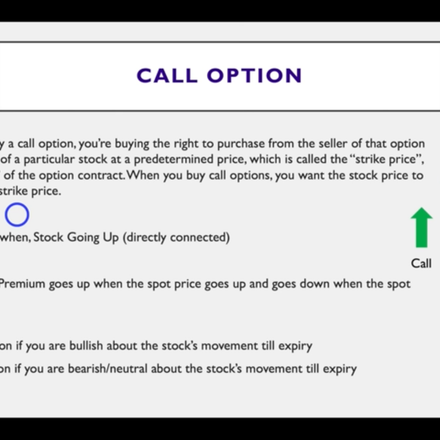 CALL OPTION
y a call option, you're buying the right to purchase from the seller of that option
of a particular stock at a predetermined price, which is called the "strike price",
of the option contract. When you buy call options, you want the stock price to
strike price.
when, Stock Going Up (directly connected)
Call
Premium goes up when the spot price goes up and goes down when the spot
on if you are bullish about the stock's movement till expiry
on if you are bearish/neutral about the stock's movement till expiry